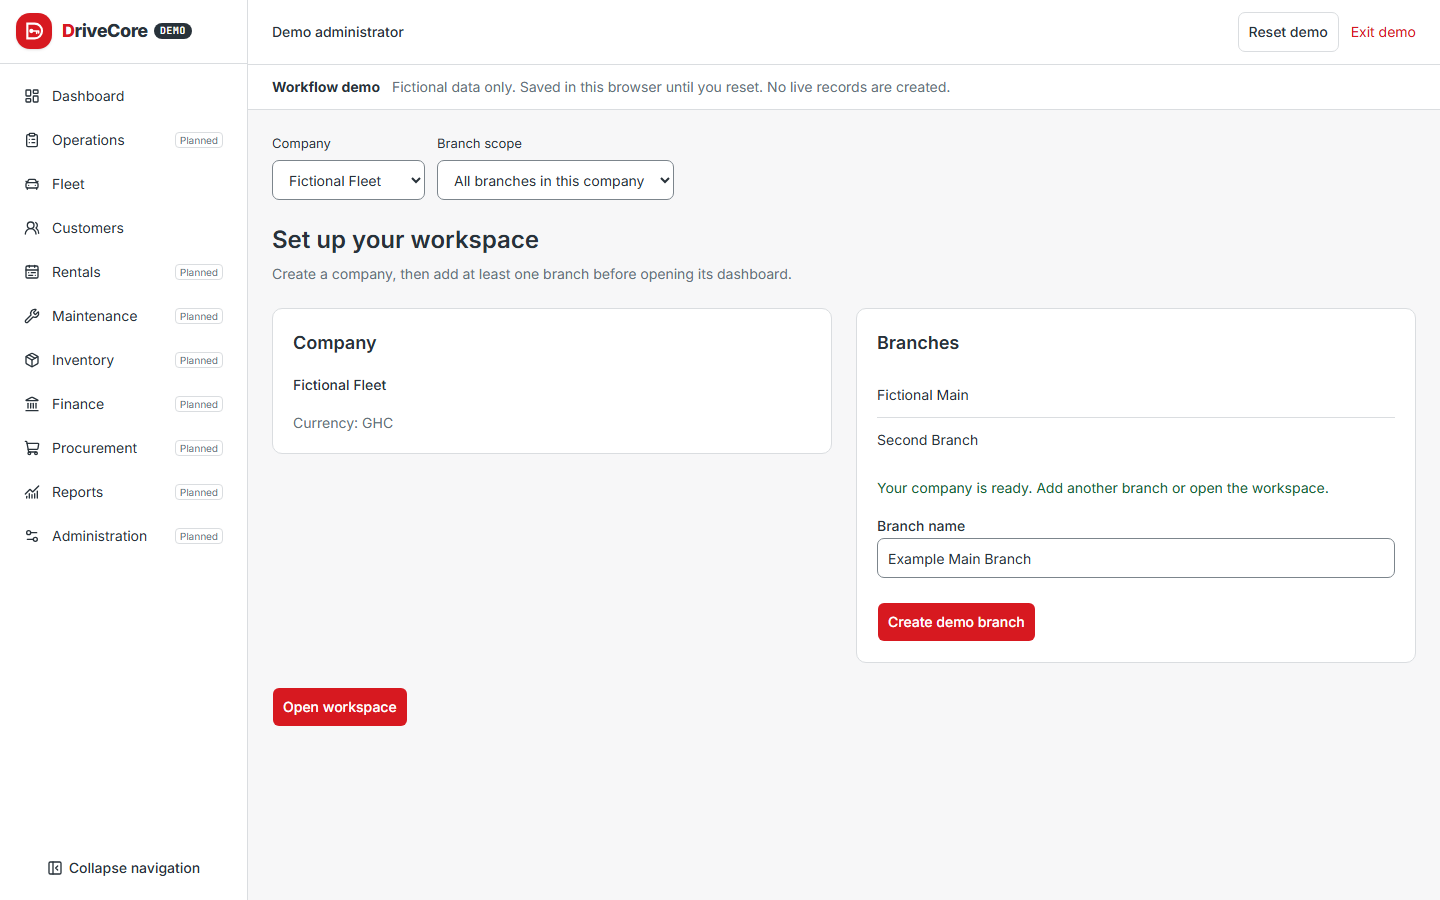 DriveCore DEMO
Dashboard
Operations Planned
Fleet
Customers
Rentals Planned
Maintenance Planned
Inventory Planned
Finance Planned
Procurement Planned
Reports Planned
Administration Planned
Collapse navigation
Demo administrator
Reset demo
Exit demo
Workflow demo Fictional data only. Saved in this browser until you reset. No live records are created.
Company
Branch scope
Fictional Fleet
All branches in this company
Set up your workspace
Create a company, then add at least one branch before opening its dashboard.
Company
Fictional Fleet
Currency: GHC
Branches
Fictional Main
Second Branch
Your company is ready. Add another branch or open the workspace.
Branch name
Example Main Branch
Create demo branch
Open workspace